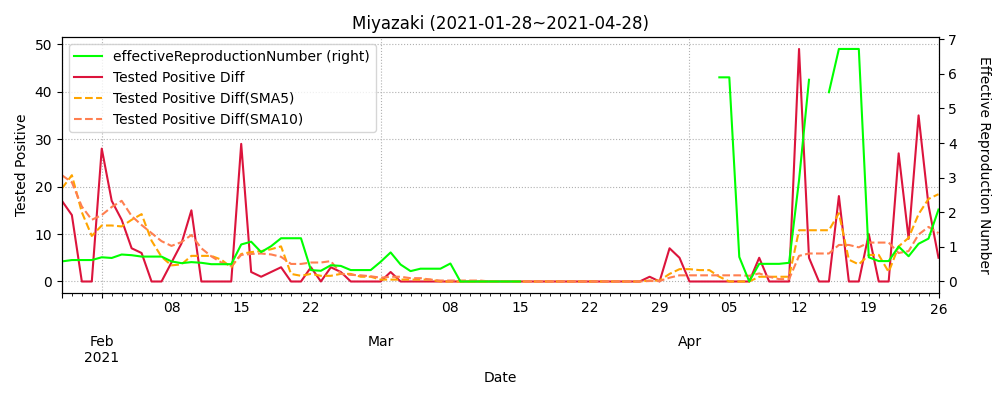 Miyazaki (2021-01-28~2021-04-28)
effectiveReproductionNumber (right)
Tested Positive Diff
Tested Positive Diff(SMA5)
Tested Positive Diff(SMA10)
Tested Positive
50
40
30
20
10
0
Effective Reproduction Number
7
6
5
4
3
2
1
0
08 15 22 08 15 22 29 05 12 19 26
Feb Mar Apr
2021
Date